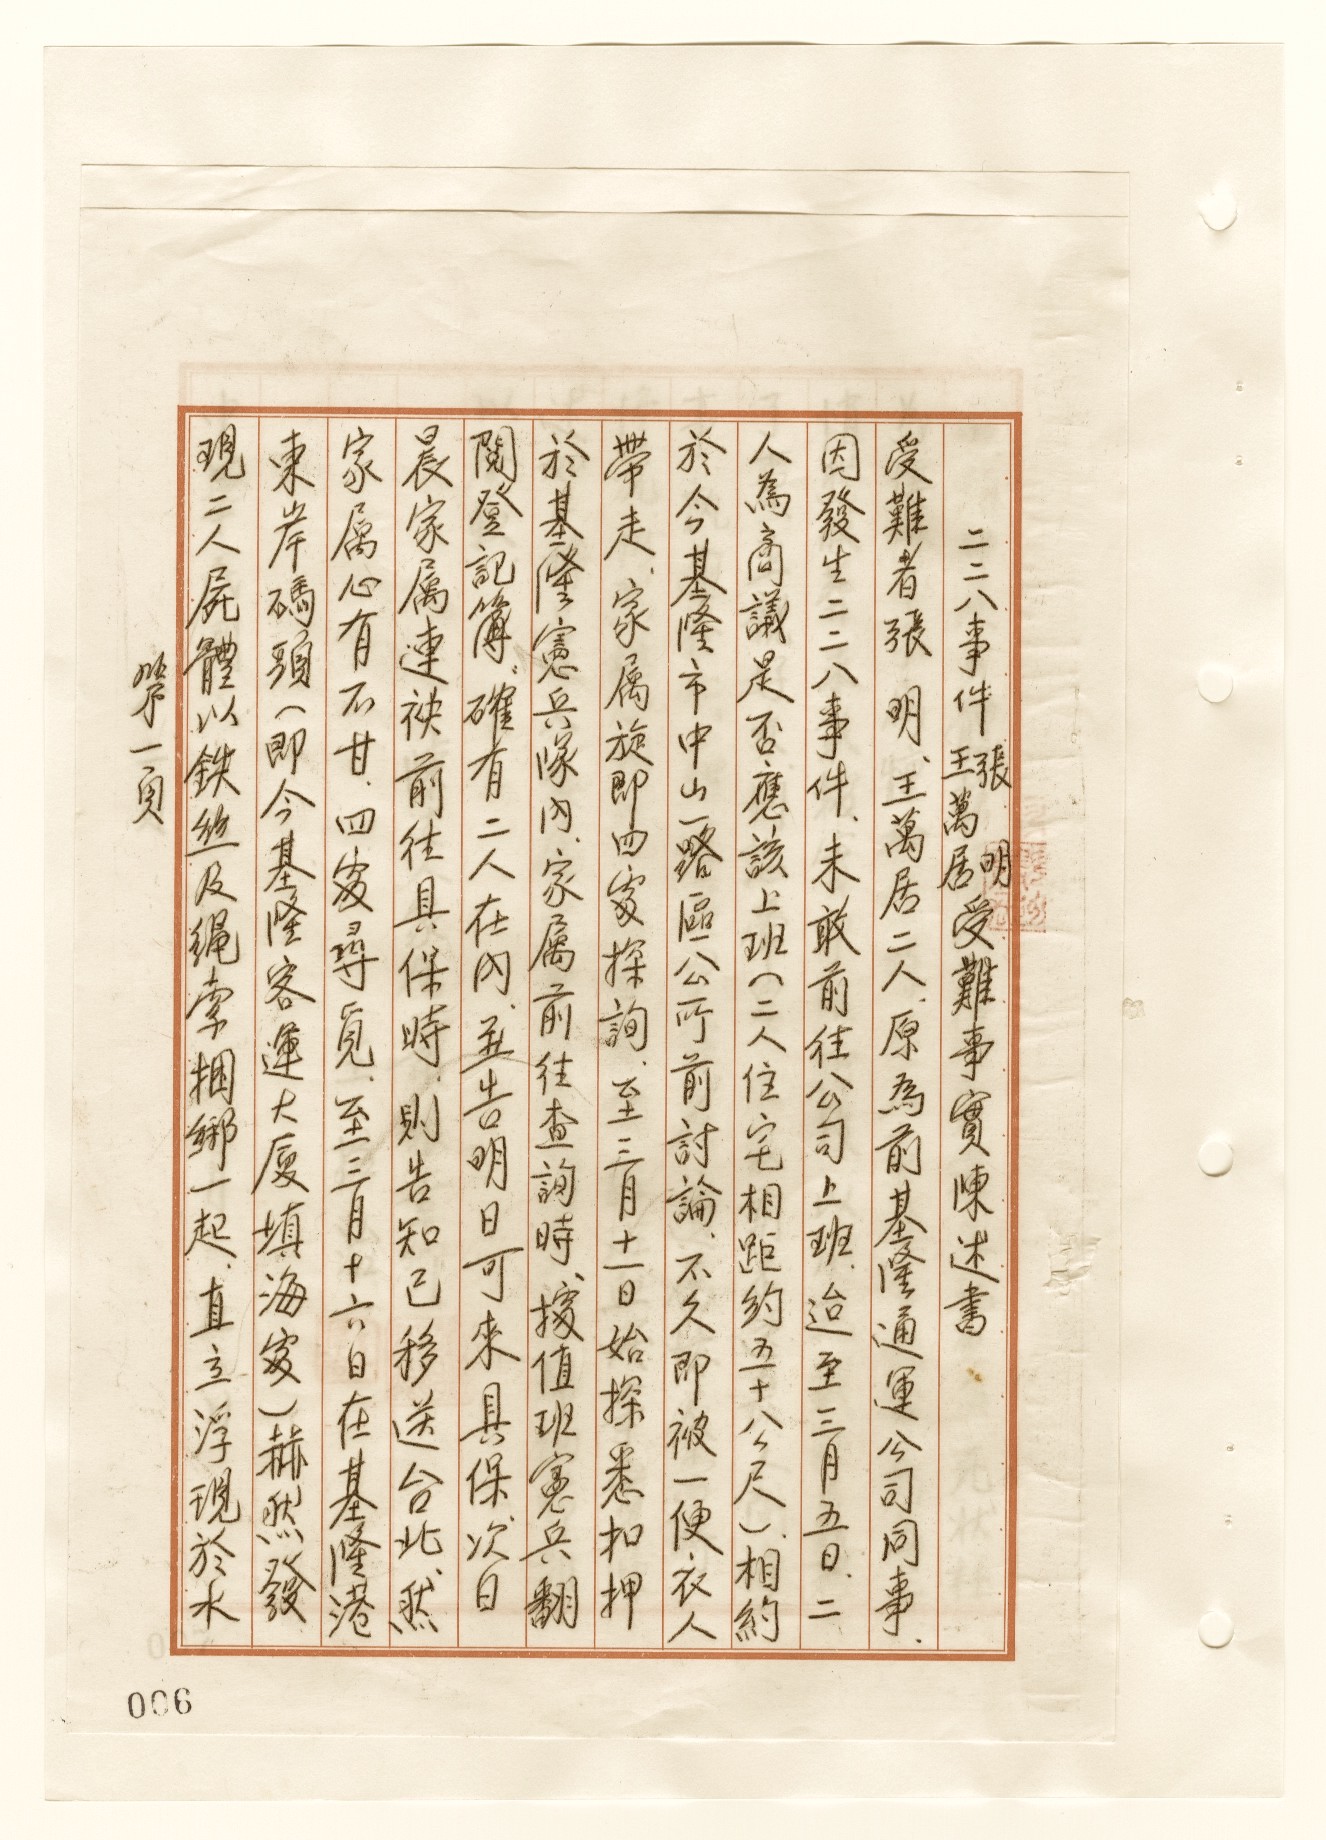 二二八事件張明王萬居受難事實陳述書
受難者張明、王萬居二人、原為前基隆通運公司同事、
因發生二二八事件、未敢前往公司上班、迨至三月五日、二
人為商議是否應該上班(二人住宅相距約五十八公尺)、相約
於今基隆市中山一路區公所前討論、不久即被一便衣人
帶走、家属旋即四處探詢、至三月十一日始探悉扣押
於基隆憲兵隊內、家属前往查詢時、據值班憲兵翻
閱登記簿、確有二人在內、並告明日可來具保、次日
晨家属連袂前往具保時、則告知已移送台北、然
家属心有不甘、四處尋覓、至三月十六日在基隆港
東岸碼頭(即今基隆客運大廈填海處)赫然發
現二人屍體以鉄丝及繩索捆綁一起、直立浮現於水
第一頁
006